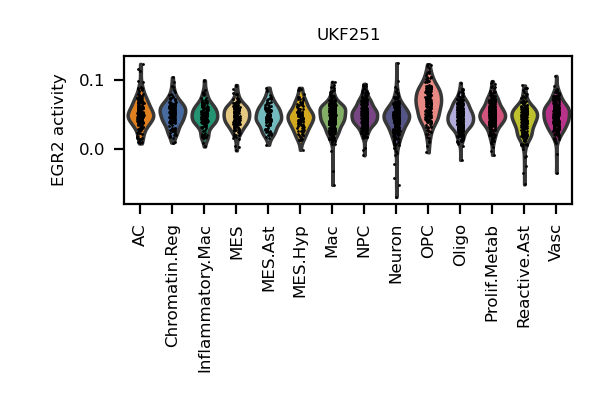 UKF251
EGR2 activity
0.1
0.0
AC
Chromatin.Reg
Inflammatory.Mac
MES
MES.Ast
MES.Hyp
Mac
NPC
Neuron
OPC
Oligo
Prolif.Metab
Reactive.Ast
Vasc